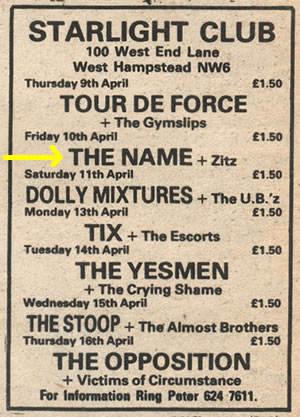 STARLIGHT CLUB
100 West End Lane
West Hampstead NW6
Thursday 9th April £1.50
TOUR DE FORCE
+ The Gymslips
Friday 10th April £1.50
THE NAME + Zitz
Saturday 11th April £1.50
DOLLY MIXTURES + The U.B.'z
Monday 13th April £1.50
TIX + The Escorts
Tuesday 14th April £1.50
THE YESMEN
+ The Crying Shame
Wednesday 15th April £1.50
THE STOOP + The Almost Brothers
Thursday 16th April £1.50
THE OPPOSITION
+ Victims of Circumstance
For Information Ring Peter 624 7611.